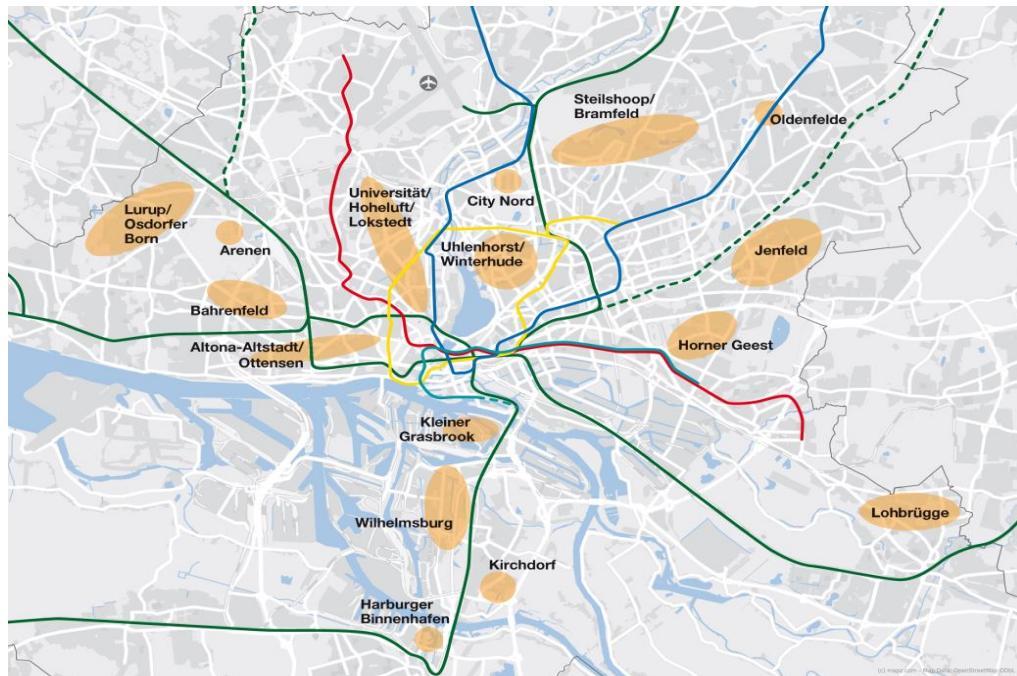 Steilshoop/
Bramfeld
Oldenfelde
Universität/
Hoheluft/
Lokstedt
City Nord
Lurup/
Osdorfer
Born
Arenen
Uhlenhorst/
Winterhude
Jenfeld
Bahrenfeld
Altona-Altstadt/
Ottensen
Horner Geest
Kleiner
Grasbrook
Lohbrügge
Wilhelmsburg
Kirchdorf
Harburger
Binnenhafen